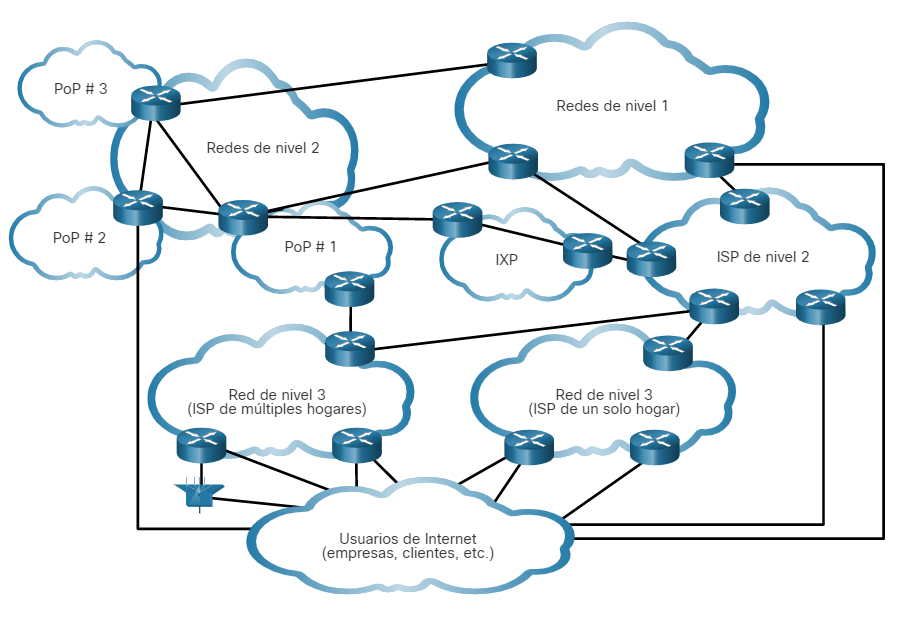 PoP # 3
Redes de nivel 1
Redes de nivel 2
PoP # 2
PoP # 1
IXP
ISP de nivel 2
Red de nivel 3
(ISP de múltiples hogares)
Red de nivel 3
(ISP de un solo hogar)
Usuarios de Internet
(empresas, clientes, etc.)